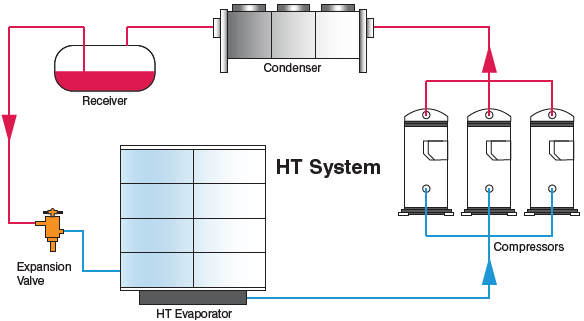 Condenser
Receiver
HT System
Compressors
Expansion
Valve
HT Evaporator